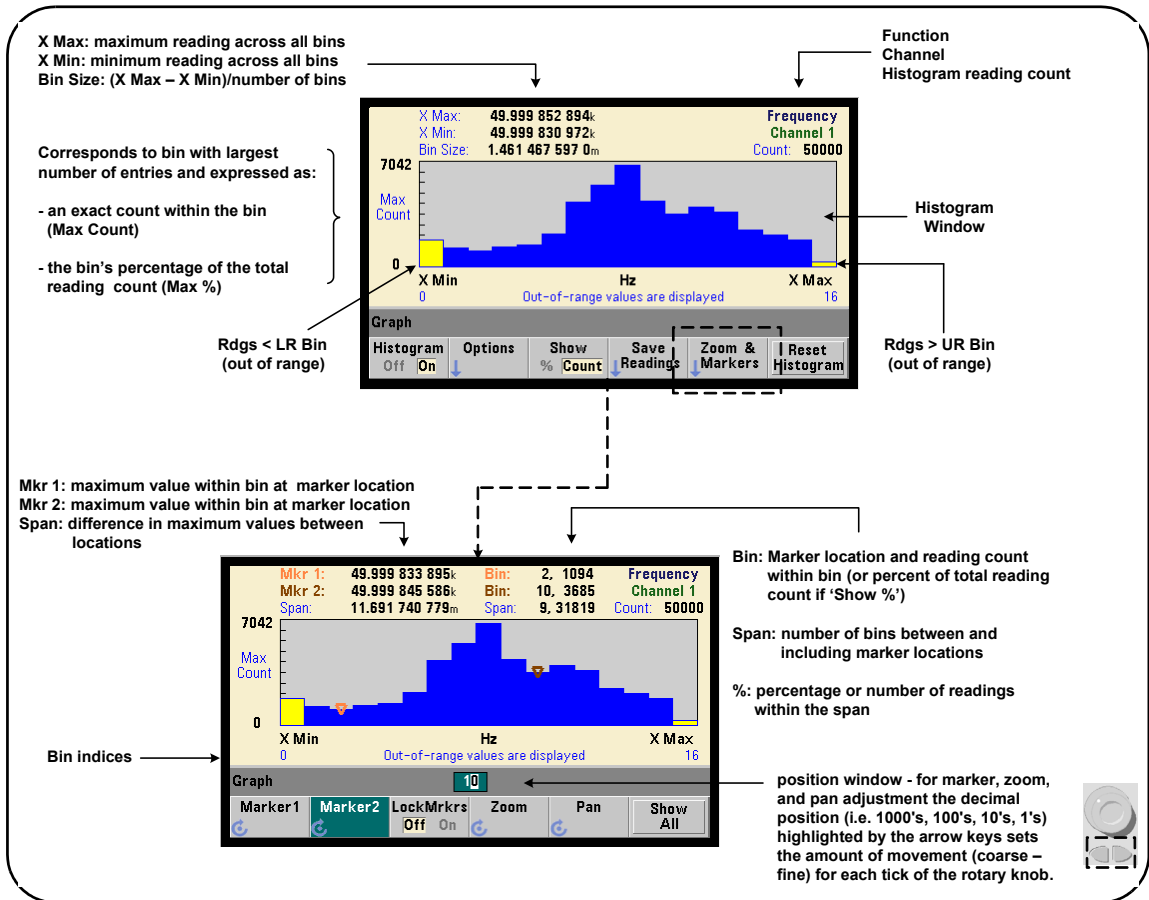 X Max: maximum reading across all bins
X Min: minimum reading across all bins
Bin Size: (X Max – X Min)/number of bins
Function
Channel
Histogram reading count
Corresponds to bin with largest
number of entries and expressed as:
- an exact count within the bin
(Max Count)
- the bin's percentage of the total
reading count (Max %)
X Max: 49.999 852 894k Frequency
X Min: 49.999 830 972k Channel 1
Bin Size: 1.461 467 597 0m Count: 50000
7042
Max
Count
0
X Min Hz X Max
0 Out-of-range values are displayed 16
Graph
Histogram Options Show Save Zoom & Reset
Off On % Count Readings Markers Histogram
Histogram
Window
Rdgs < LR Bin
(out of range)
Rdgs > UR Bin
(out of range)
Mkr 1: maximum value within bin at marker location
Mkr 2: maximum value within bin at marker location
Span: difference in maximum values between
locations
Mkr 1: 49.999 833 895k Bin: 2, 1094 Frequency
Mkr 2: 49.999 845 586k Bin: 10, 3685 Channel 1
Span: 11.691 740 779m Span: 9, 31819 Count: 50000
7042
Max
Count
0
X Min Hz X Max
0 Out-of-range values are displayed 16
Graph 10
Marker1 Marker2 LockMrkrs Zoom Pan Show
Off On All
Bin indices
Bin: Marker location and reading count
within bin (or percent of total reading
count if 'Show %')
Span: number of bins between and
including marker locations
%: percentage or number of readings
within the span
position window - for marker, zoom,
and pan adjustment the decimal
position (i.e. 1000's, 100's, 10's, 1's)
highlighted by the arrow keys sets
the amount of movement (coarse –
fine) for each tick of the rotary knob.